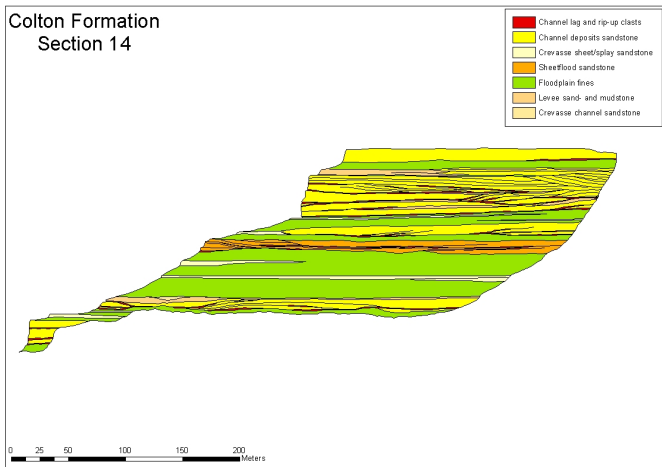 Colton Formation
Section 14
Channel lag and rip-up clasts
Channel deposits sandstone
Crevasse sheet/splay sandstone
Sheetflood sandstone
Floodplain fines
Levee sand- and mudstone
Crevasse channel sandstone
0 25 50 100 150 200
Meters